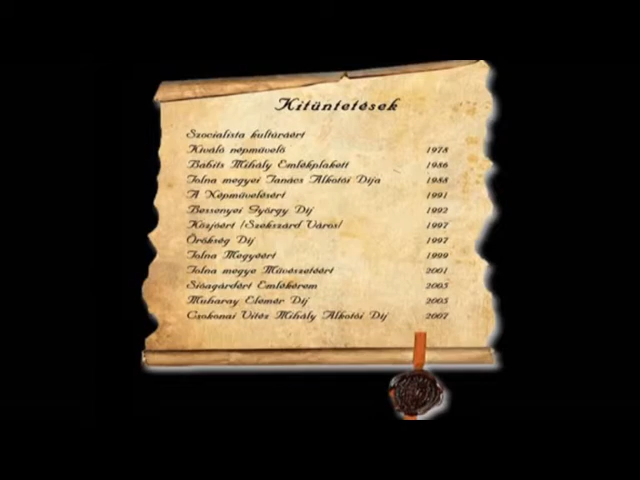 Kitüntetések
Szocialista kultúráért
Kiváló népművelő 1978
Babits Mihály Emlékplakett 1986
Tolna megyei Tanács Alkotói Díja 1988
A Népművelésért 1991
Bessenyei György Díj 1992
Közjóért /Szekszárd Város/ 1997
Örökség Díj 1997
Tolna Megyéért 1999
Tolna megye Művészetéért 2001
Sióagárdért Emlékérem 2005
Muharay Elemér Díj 2005
Csokonai Vitéz Mihály Alkotói Díj 2007